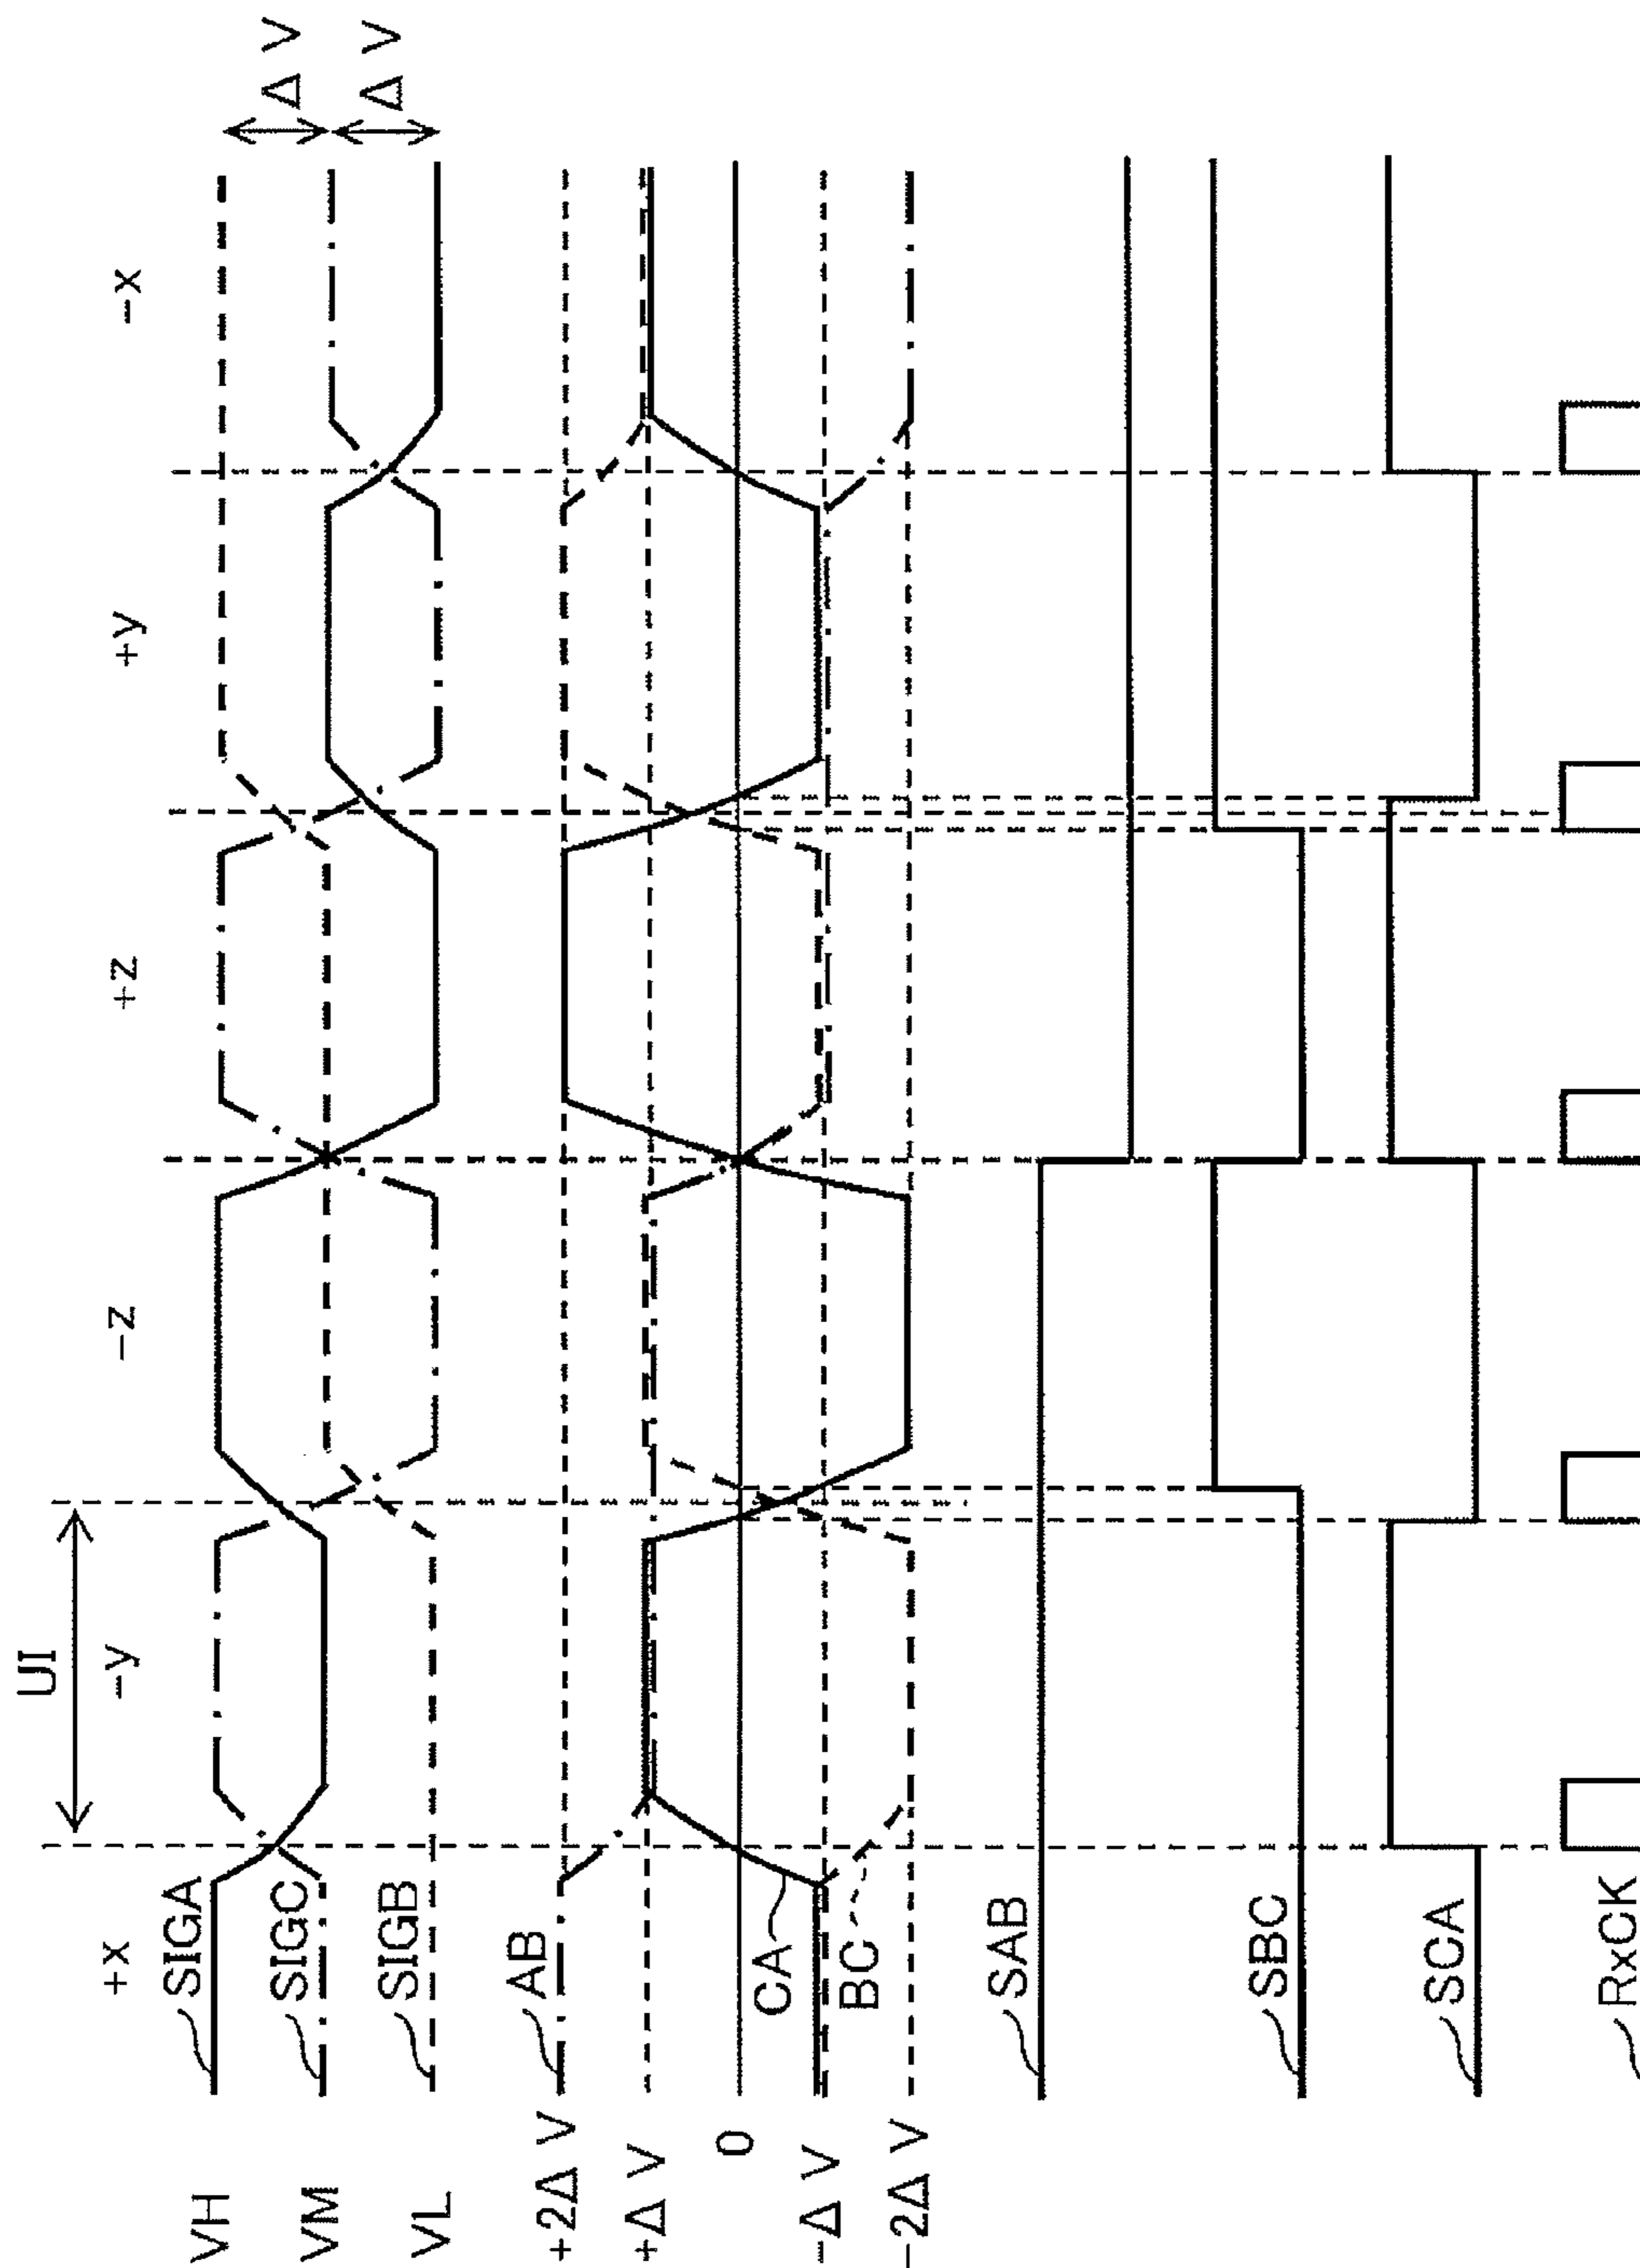 UI
+x
-y
-z
+z
+y
-x
VH
SIGA
ΔV
VM
SIGC
ΔV
VL
SIGB
+2ΔV
AB
+ΔV
0
CA
-ΔV
BC
-2ΔV
SAB
SBC
SCA
RxCK